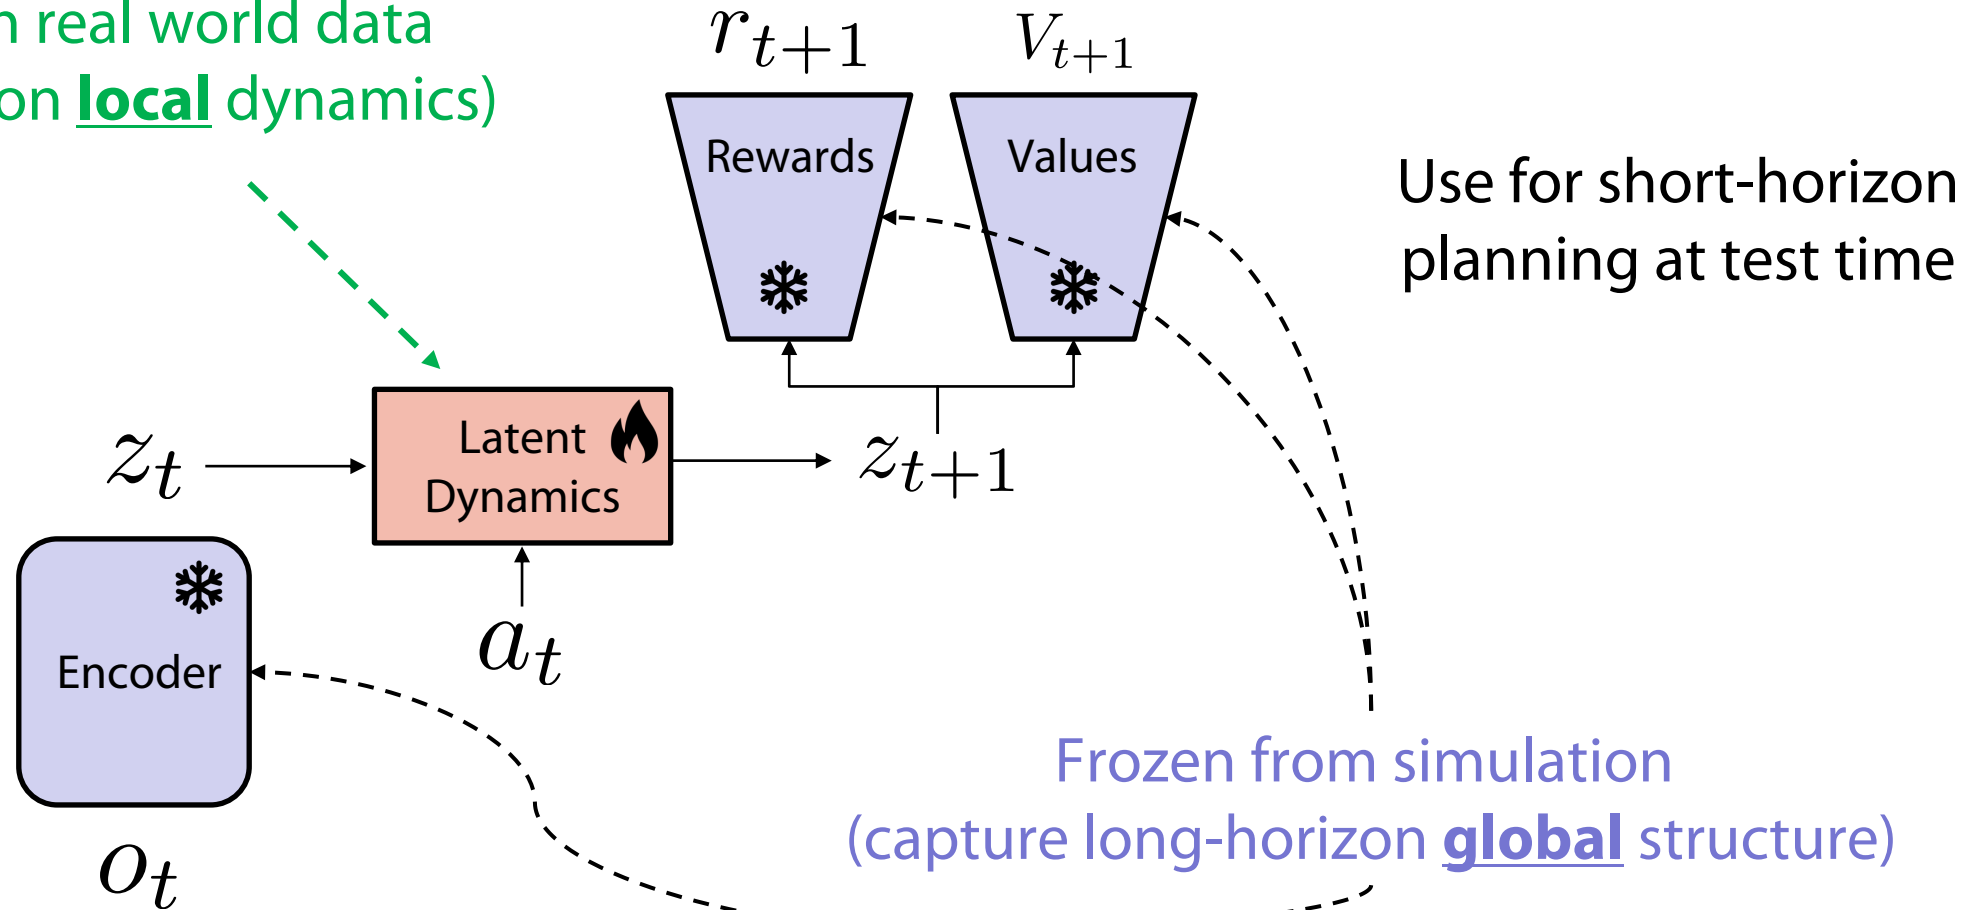 n real world data
on local dynamics)
r_{t+1}
V_{t+1}
Rewards
Values
Use for short-horizon
planning at test time
z_t
Latent
Dynamics
z_{t+1}
a_t
Encoder
o_t
Frozen from simulation
(capture long-horizon global structure)